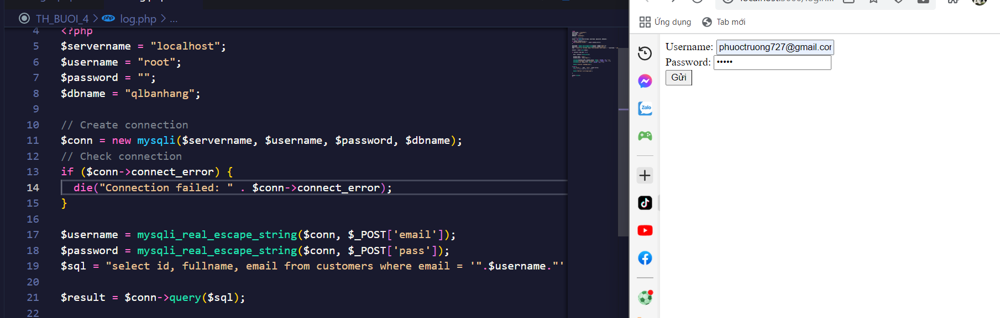 TH_BUOI_4 > php log.php > ...
4 <?php
5 $servername = "localhost";
6 $username = "root";
7 $password = "";
8 $dbname = "qlbanhang";
9
10 // Create connection
11 $conn = new mysqli($servername, $username, $password, $dbname);
12 // Check connection
13 if ($conn->connect_error) {
14 die("Connection failed: " . $conn->connect_error);
15 }
16
17 $username = mysqli_real_escape_string($conn, $_POST['email']);
18 $password = mysqli_real_escape_string($conn, $_POST['pass']);
19 $sql = "select id, fullname, email from customers where email = '".$username."'
20
21 $result = $conn->query($sql);
22
Ứng dụng Tab mới
Username: phuoctruong727@gmail.cor
Password: •••••
Gửi
Zalo